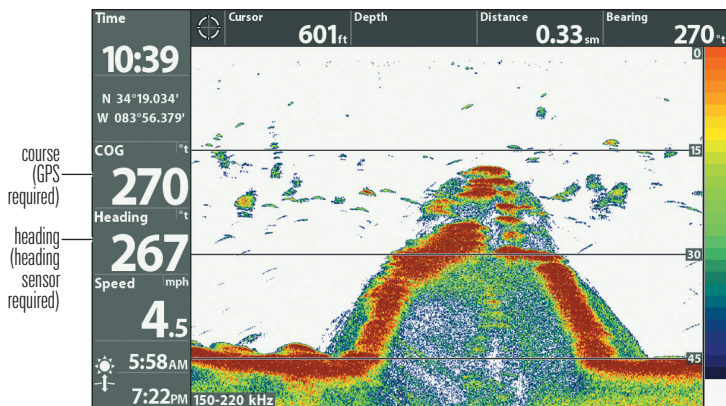 Time
10:39
N 34°19.034'
W 083°56.379'
COG °t
270
Heading °t
267
Speed mph
4.5
5:58AM
7:22PM
Cursor
601ft
Depth
Distance
0.33sm
Bearing
270°t
0
15
30
45
150-220 kHz
course
(GPS
required)
heading
(heading
sensor
required)